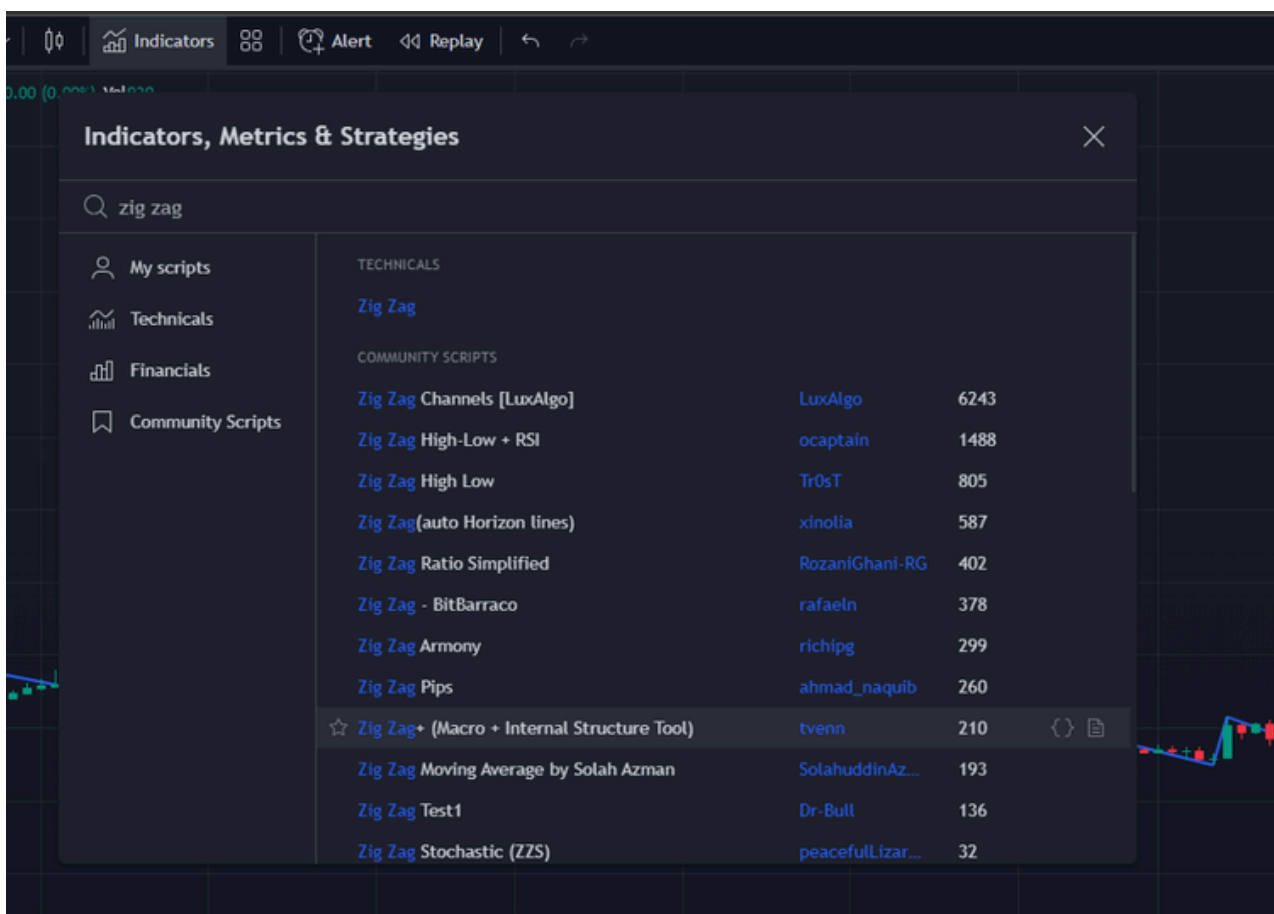 Indicators Alert Replay
0.00 (0.00%) Vol
Indicators, Metrics & Strategies
zig zag
My scripts
Technicals
Financials
Community Scripts
TECHNICALS
Zig Zag
COMMUNITY SCRIPTS
Zig Zag Channels [LuxAlgo] LuxAlgo 6243
Zig Zag High-Low + RSI ocaptain 1488
Zig Zag High Low Tr0sT 805
Zig Zag(auto Horizon lines) xinolia 587
Zig Zag Ratio Simplified RozaniGhani-RG 402
Zig Zag - BitBarraco rafaeln 378
Zig Zag Armony richipg 299
Zig Zag Pips ahmad_naquib 260
Zig Zag+ (Macro + Internal Structure Tool) tvenn 210
Zig Zag Moving Average by Solah Azman SolahuddinAz... 193
Zig Zag Test1 Dr-Bull 136
Zig Zag Stochastic (ZZS) peacefulLizar... 32